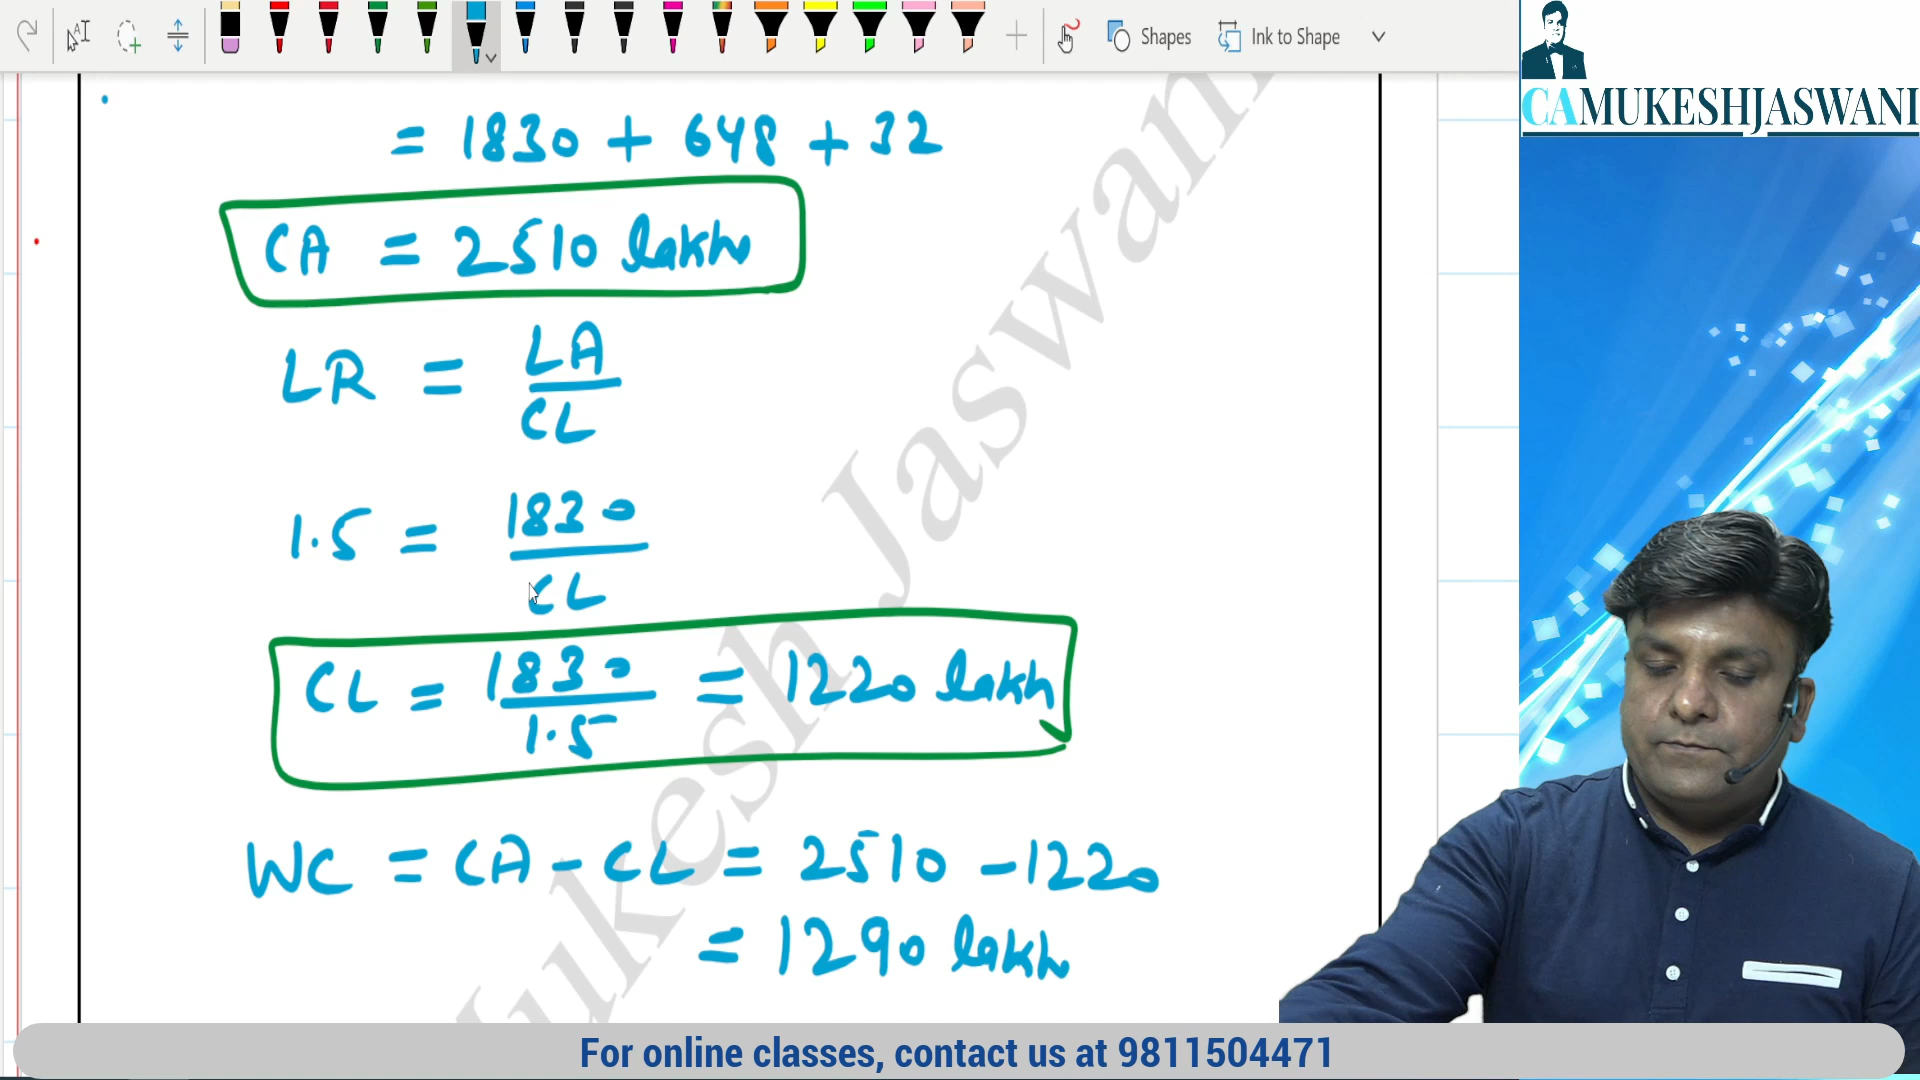 Shapes
Ink to Shape
CAMUKESHJASWANI
= 1830 + 648 + 32
CA = 2510 lakh
LR = LA
CL
1.5 = 1830
CL
CL = 1830 = 1220 lakh
1.5
WC = CA - CL = 2510 - 1220
= 1290 lakh
Mukesh Jaswani
For online classes, contact us at 9811504471